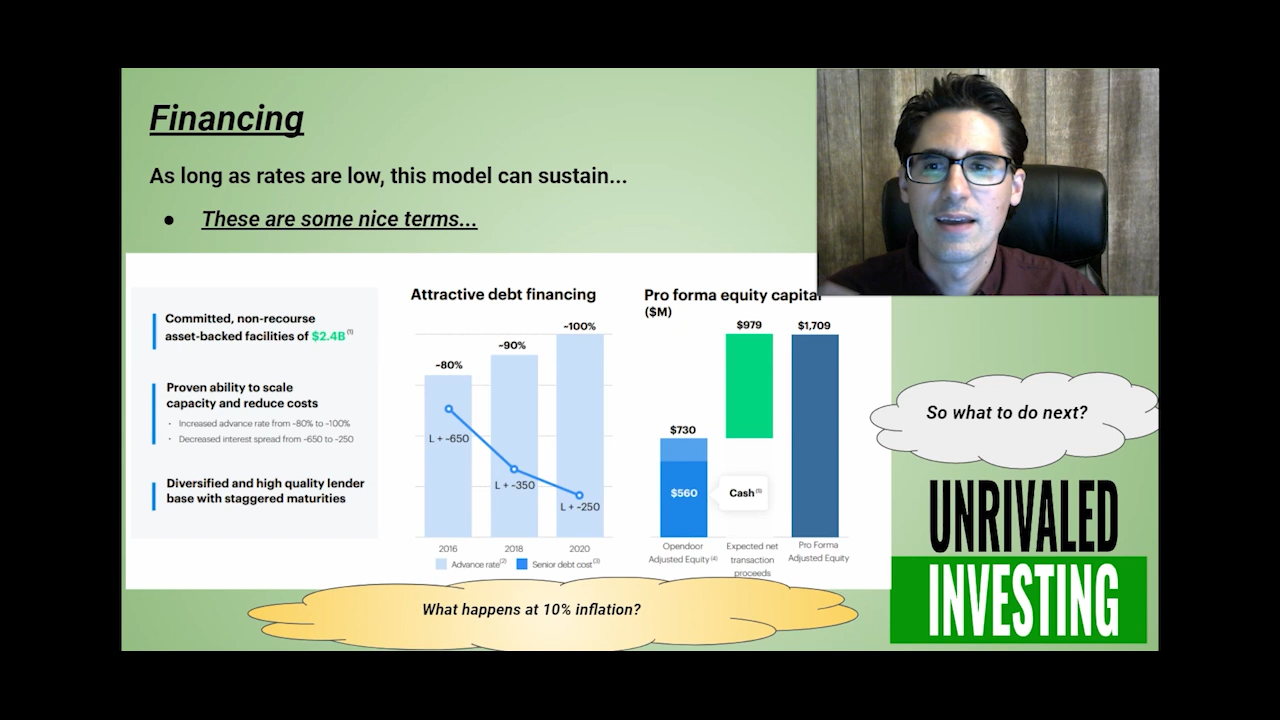 Financing
As long as rates are low, this model can sustain...
● These are some nice terms...
Committed, non-recourse
asset-backed facilities of $2.4B (1)
Proven ability to scale
capacity and reduce costs
• Increased advance rate from ~80% to ~100%
• Decreased interest spread from ~650 to ~250
Diversified and high quality lender
base with staggered maturities
Attractive debt financing
~80%
~90%
~100%
L + ~650
L + ~350
L + ~250
2016 2018 2020
Advance rate(2) Senior debt cost(3)
Pro forma equity capital
($M)
$979 $1,709
$730
$560
Cash(5)
Opendoor
Adjusted Equity(4)
Expected net
transaction
proceeds
Pro Forma
Adjusted Equity
So what to do next?
What happens at 10% inflation?
UNRIVALED
INVESTING